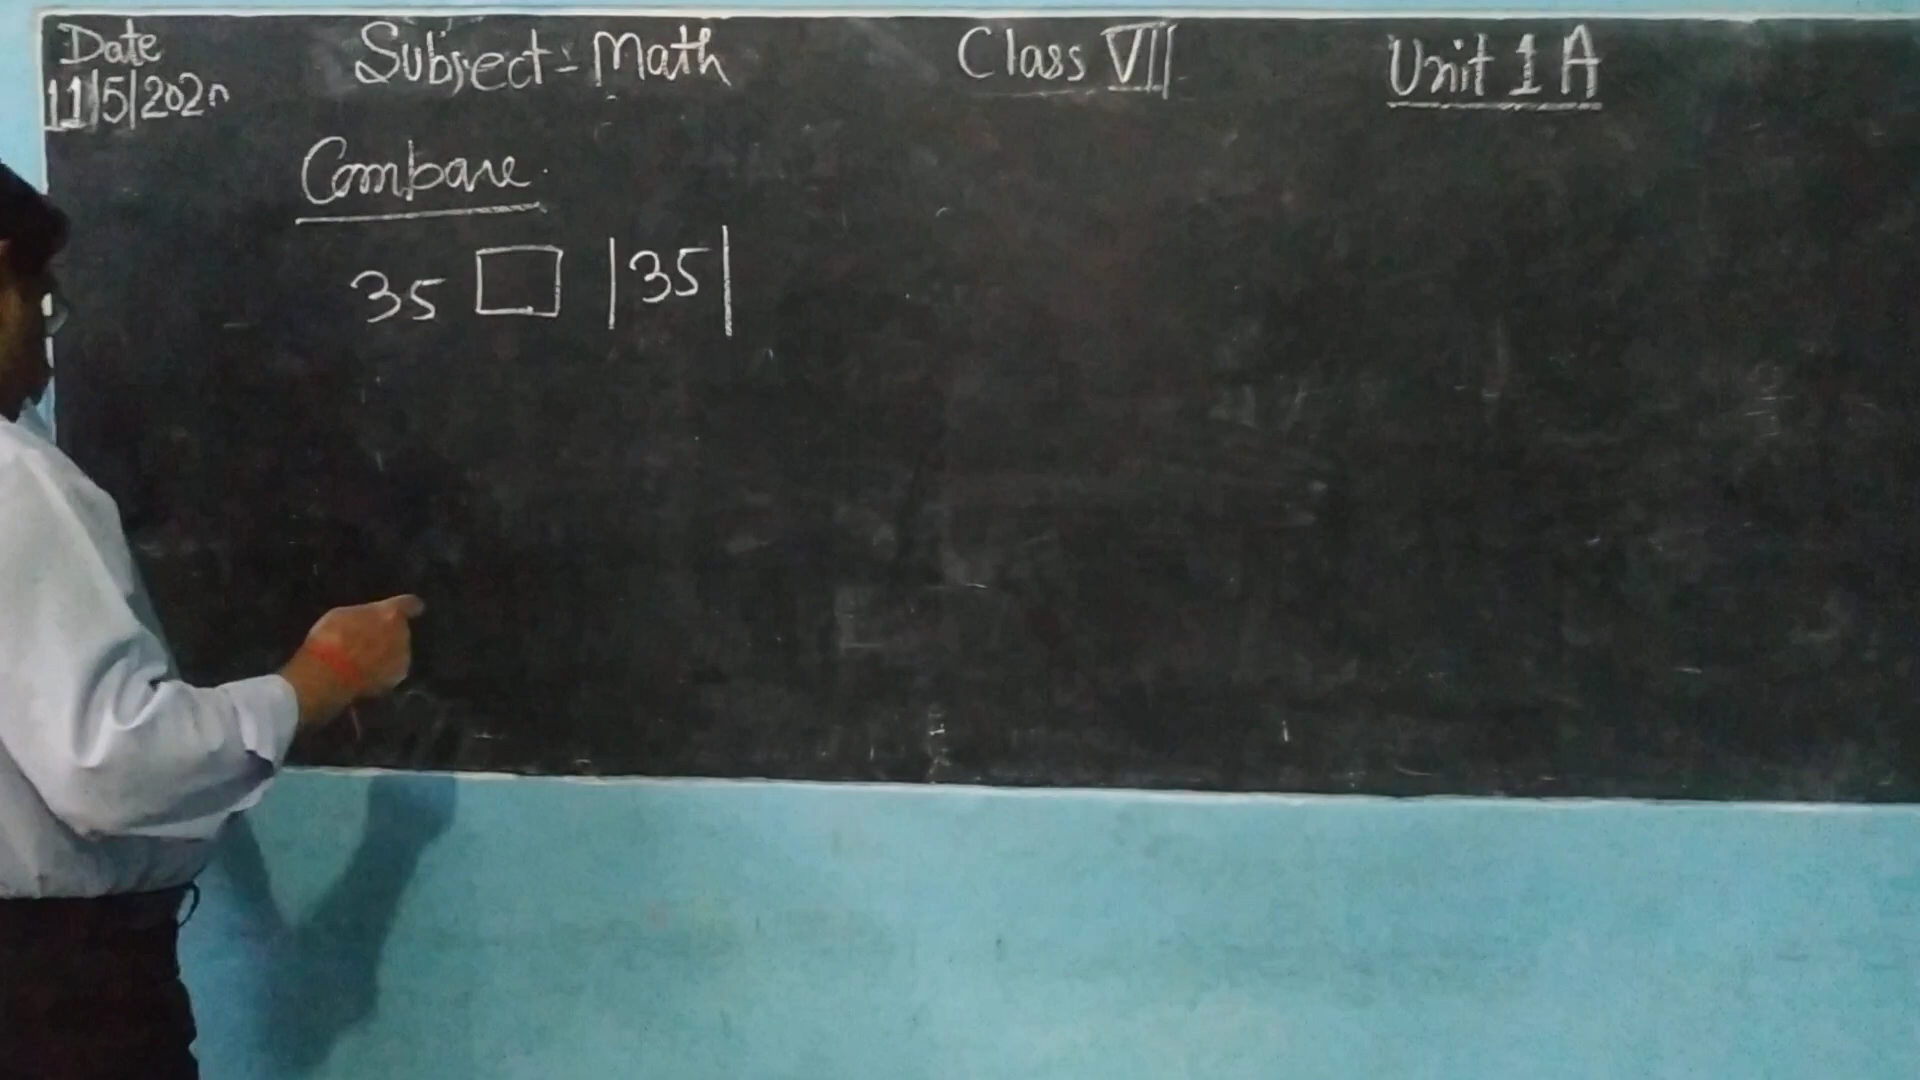 Date Subject:- Math Class VII Unit 1 A
11/5/2020
Compare
35 □ |35|